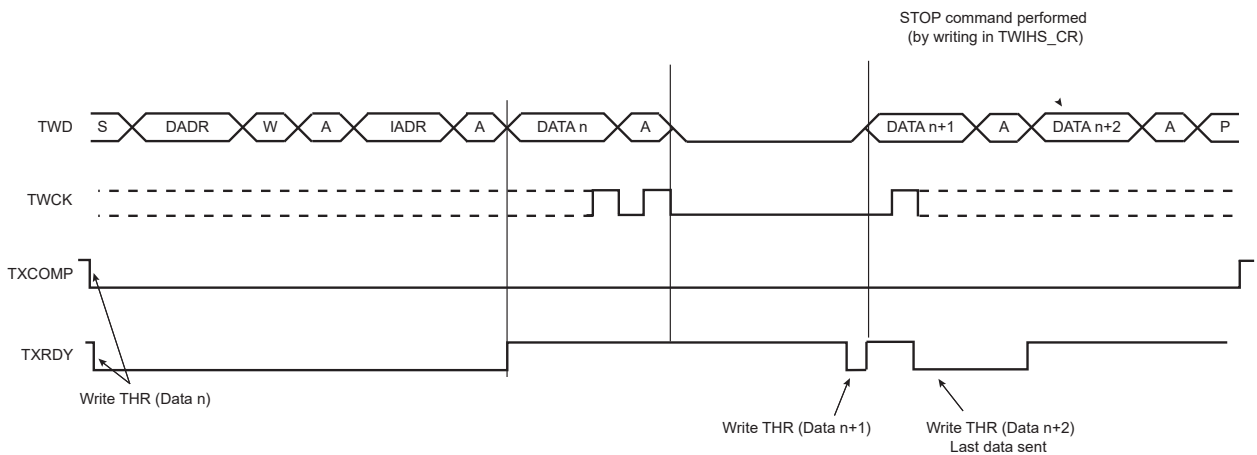 STOP command performed
(by writing in TWIHS_CR)
TWD S DADR W A IADR A DATA n A DATA n+1 A DATA n+2 A P
TWCK
TXCOMP
TXRDY
Write THR (Data n)
Write THR (Data n+1)
Write THR (Data n+2)
Last data sent